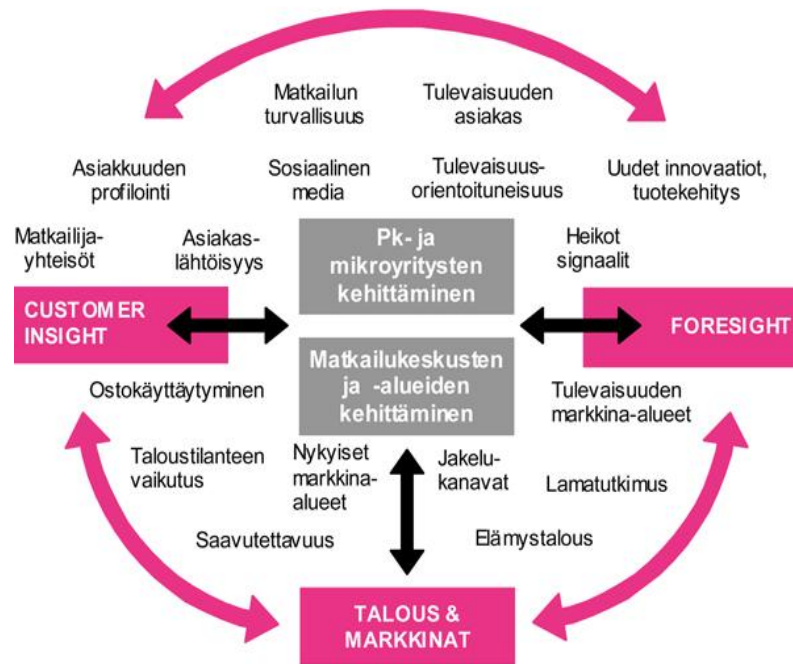 Matkailun
turvallisuus
Tulevaisuuden
asiakas
Asiakkuuden
profilointi
Sosiaalinen
media
Tulevaisuus-
orientoituneisuus
Uudet innovaatiot,
tuotekehitys
Matkailija-
yhteisöt
Asiakas-
lähtöisyys
Pk- ja
mikroyritysten
kehittäminen
Heikot
signaalit
CUSTOMER
INSIGHT
FORESIGHT
Matkailukeskusten
ja -alueiden
kehittäminen
Ostokäyttäytyminen
Tulevaisuuden
markkina-alueet
Taloustilanteen
vaikutus
Nykyiset
markkina-
alueet
Jakelu-
kanavat
Lamatutkimus
Saavutettavuus
Elämystalous
TALOUS &
MARKKINAT